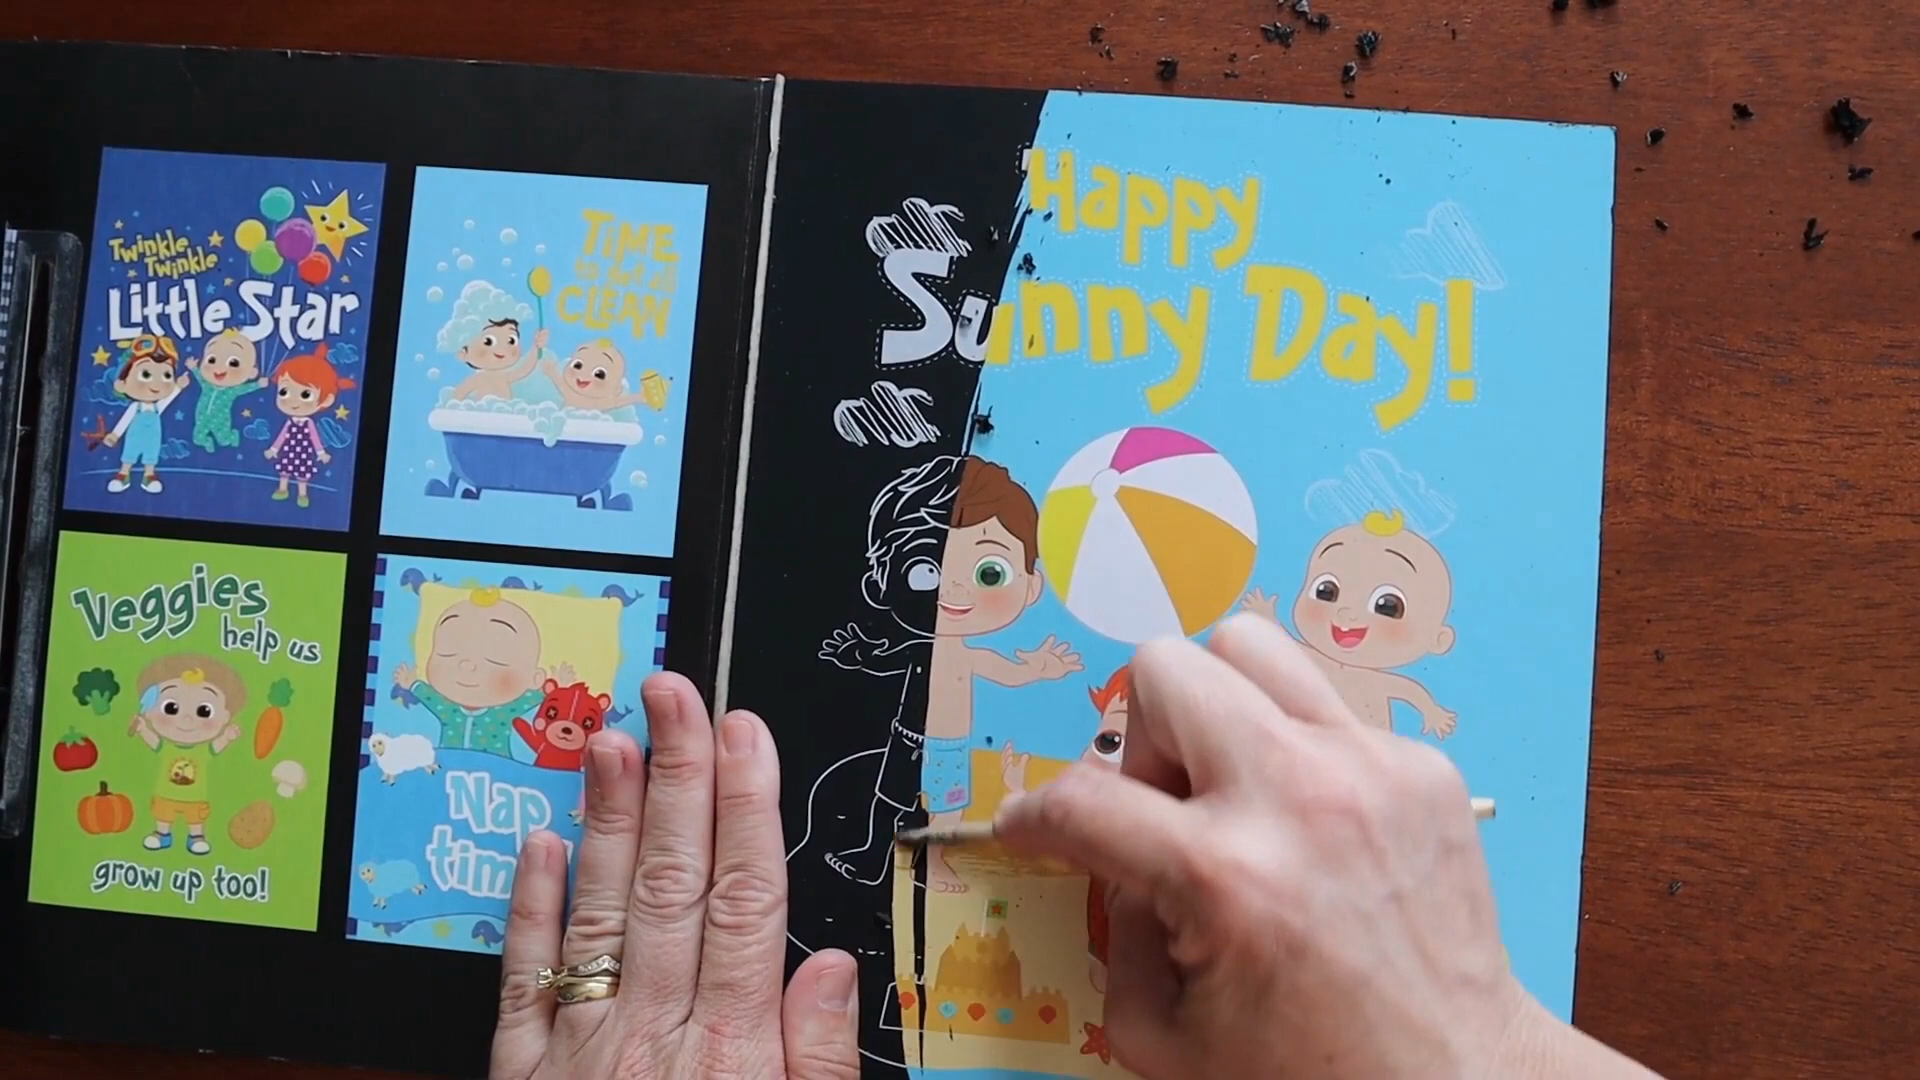 Twinkle
Twinkle
Little Star
TIME
to get all
CLEAN
Veggies
help us
grow up too!
Nap
Happy
Sunny Day!